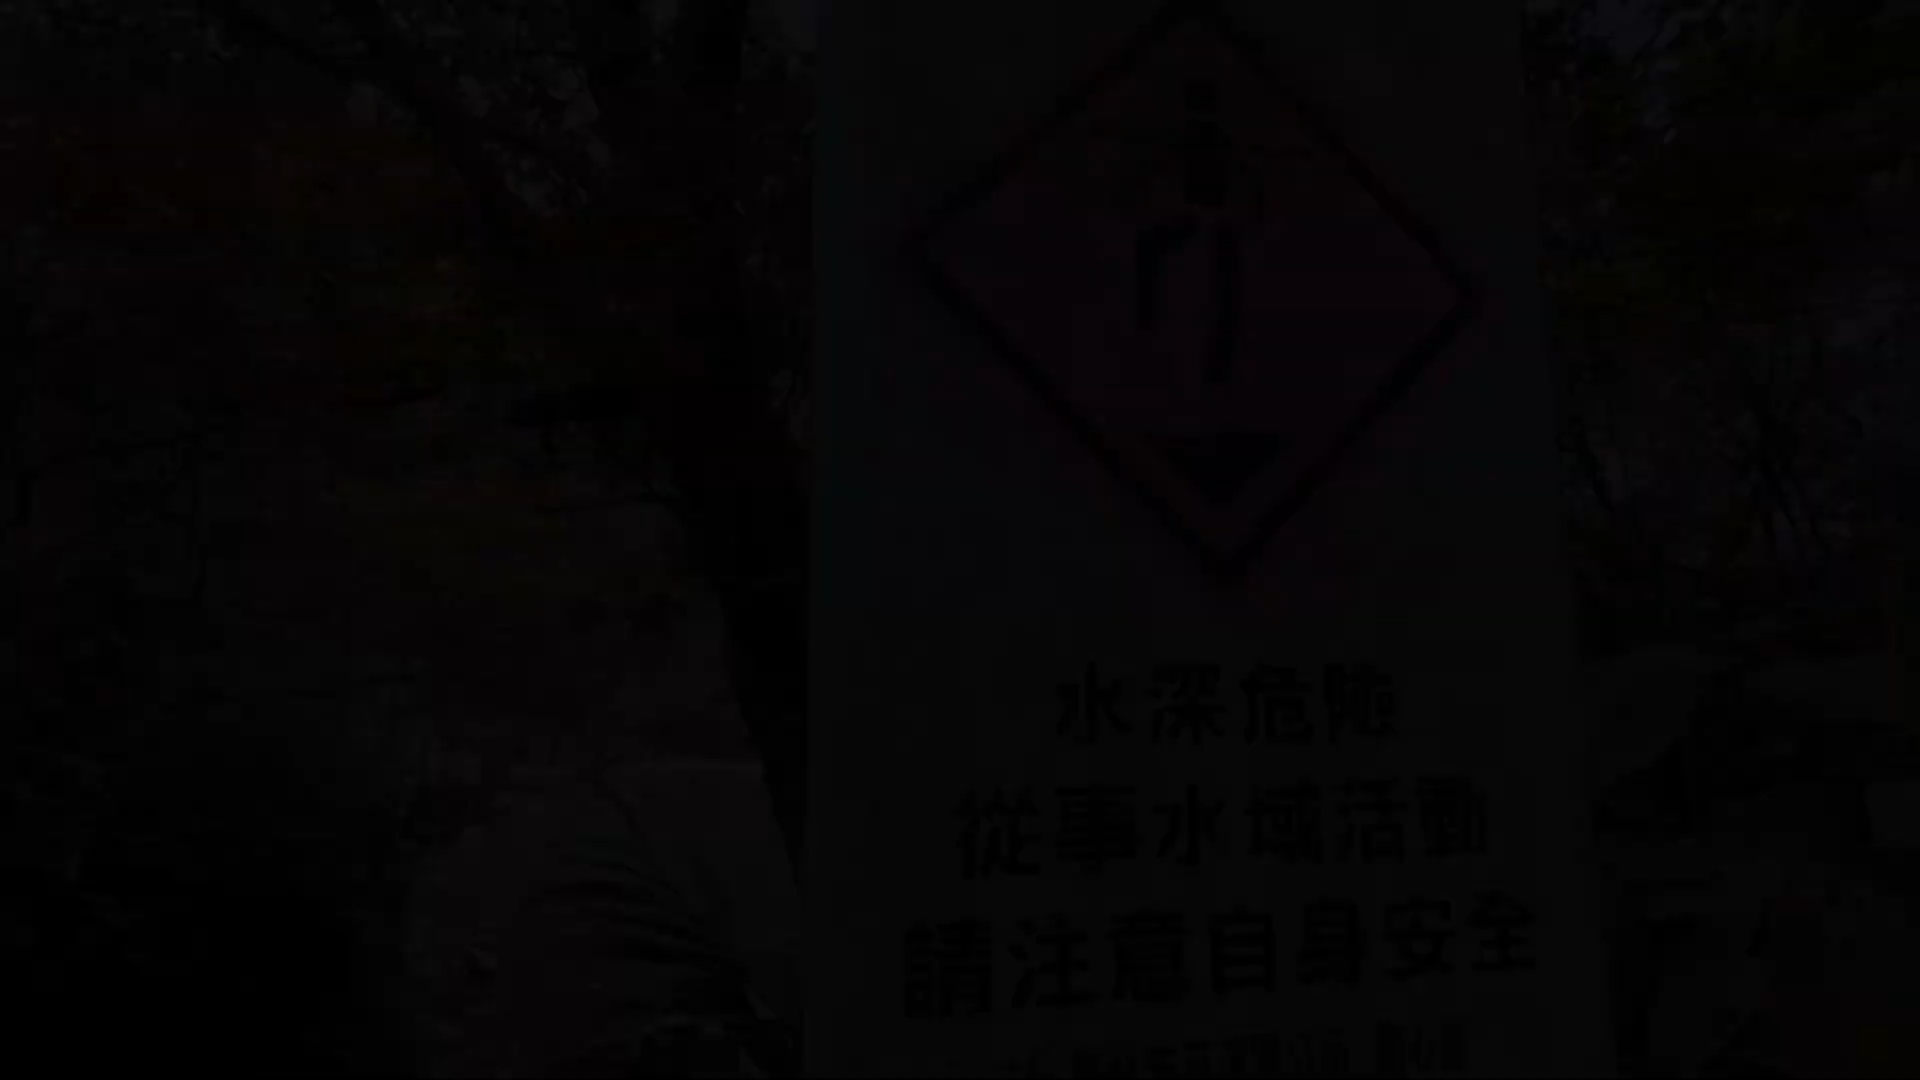 水深危險
從事水域活動
請注意自身安全